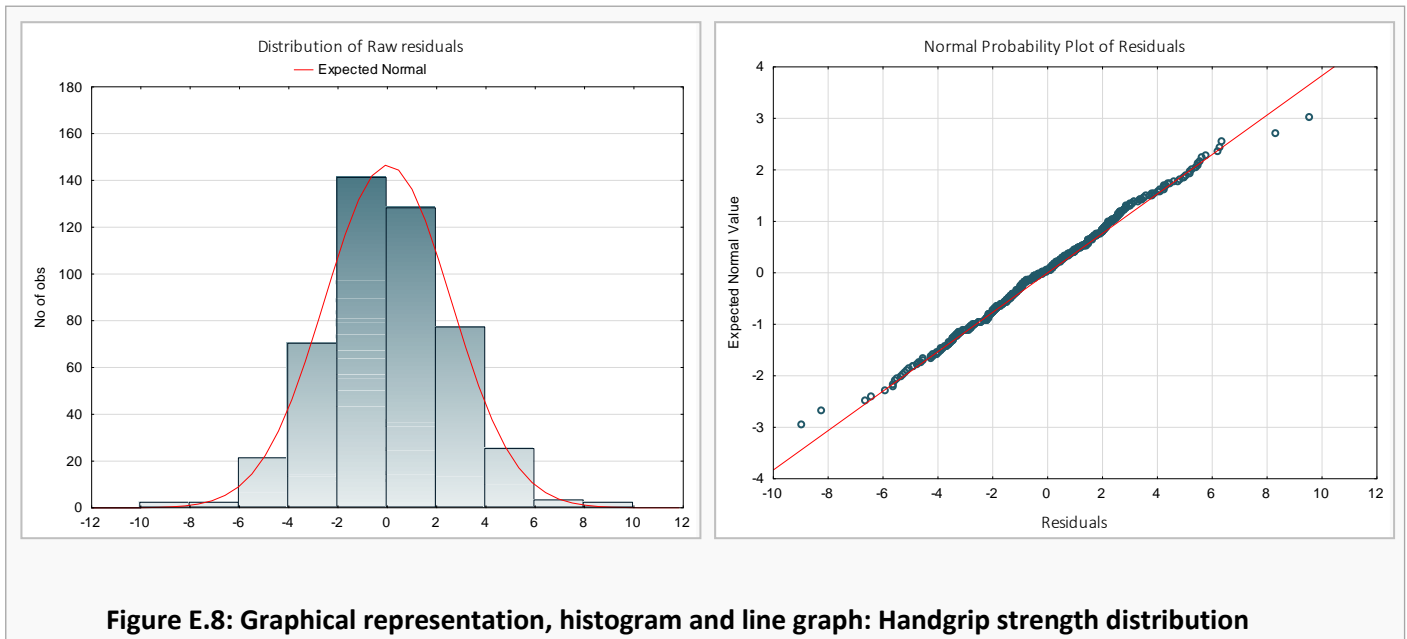 Distribution of Raw residuals
Expected Normal
180
160
140
120
100
80
60
40
20
0
No of obs
-12 -10 -8 -6 -4 -2 0 2 4 6 8 10 12
Normal Probability Plot of Residuals
4
3
2
1
0
-1
-2
-3
-4
Expected Normal Value
-10 -8 -6 -4 -2 0 2 4 6 8 10 12
Residuals
Figure E.8: Graphical representation, histogram and line graph: Handgrip strength distribution